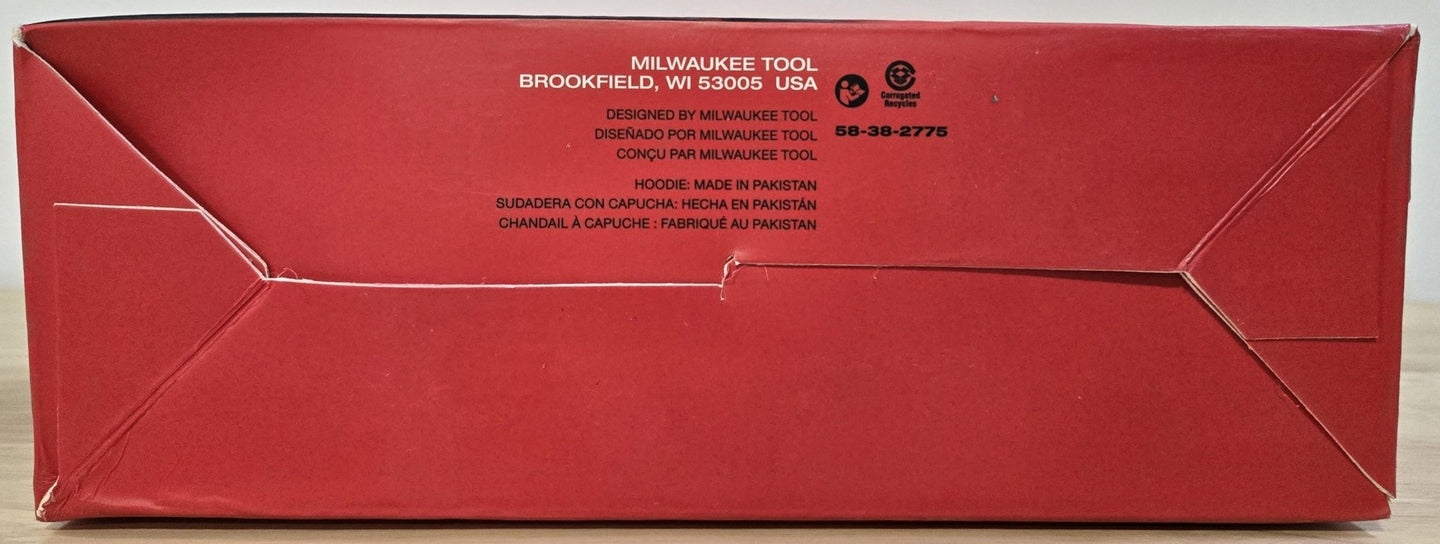 MILWAUKEE TOOL
BROOKFIELD, WI 53005 USA
DESIGNED BY MILWAUKEE TOOL
DISEÑADO POR MILWAUKEE TOOL
CONÇU PAR MILWAUKEE TOOL
HOODIE: MADE IN PAKISTAN
SUDADERA CON CAPUCHA: HECHA EN PAKISTÁN
CHANDAIL À CAPUCHE : FABRIQUÉ AU PAKISTAN
Corrugated
Recycles
58-38-2775